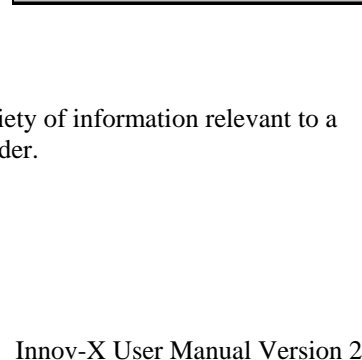 iety of information relevant to a
der.
Innov-X User Manual Version 2